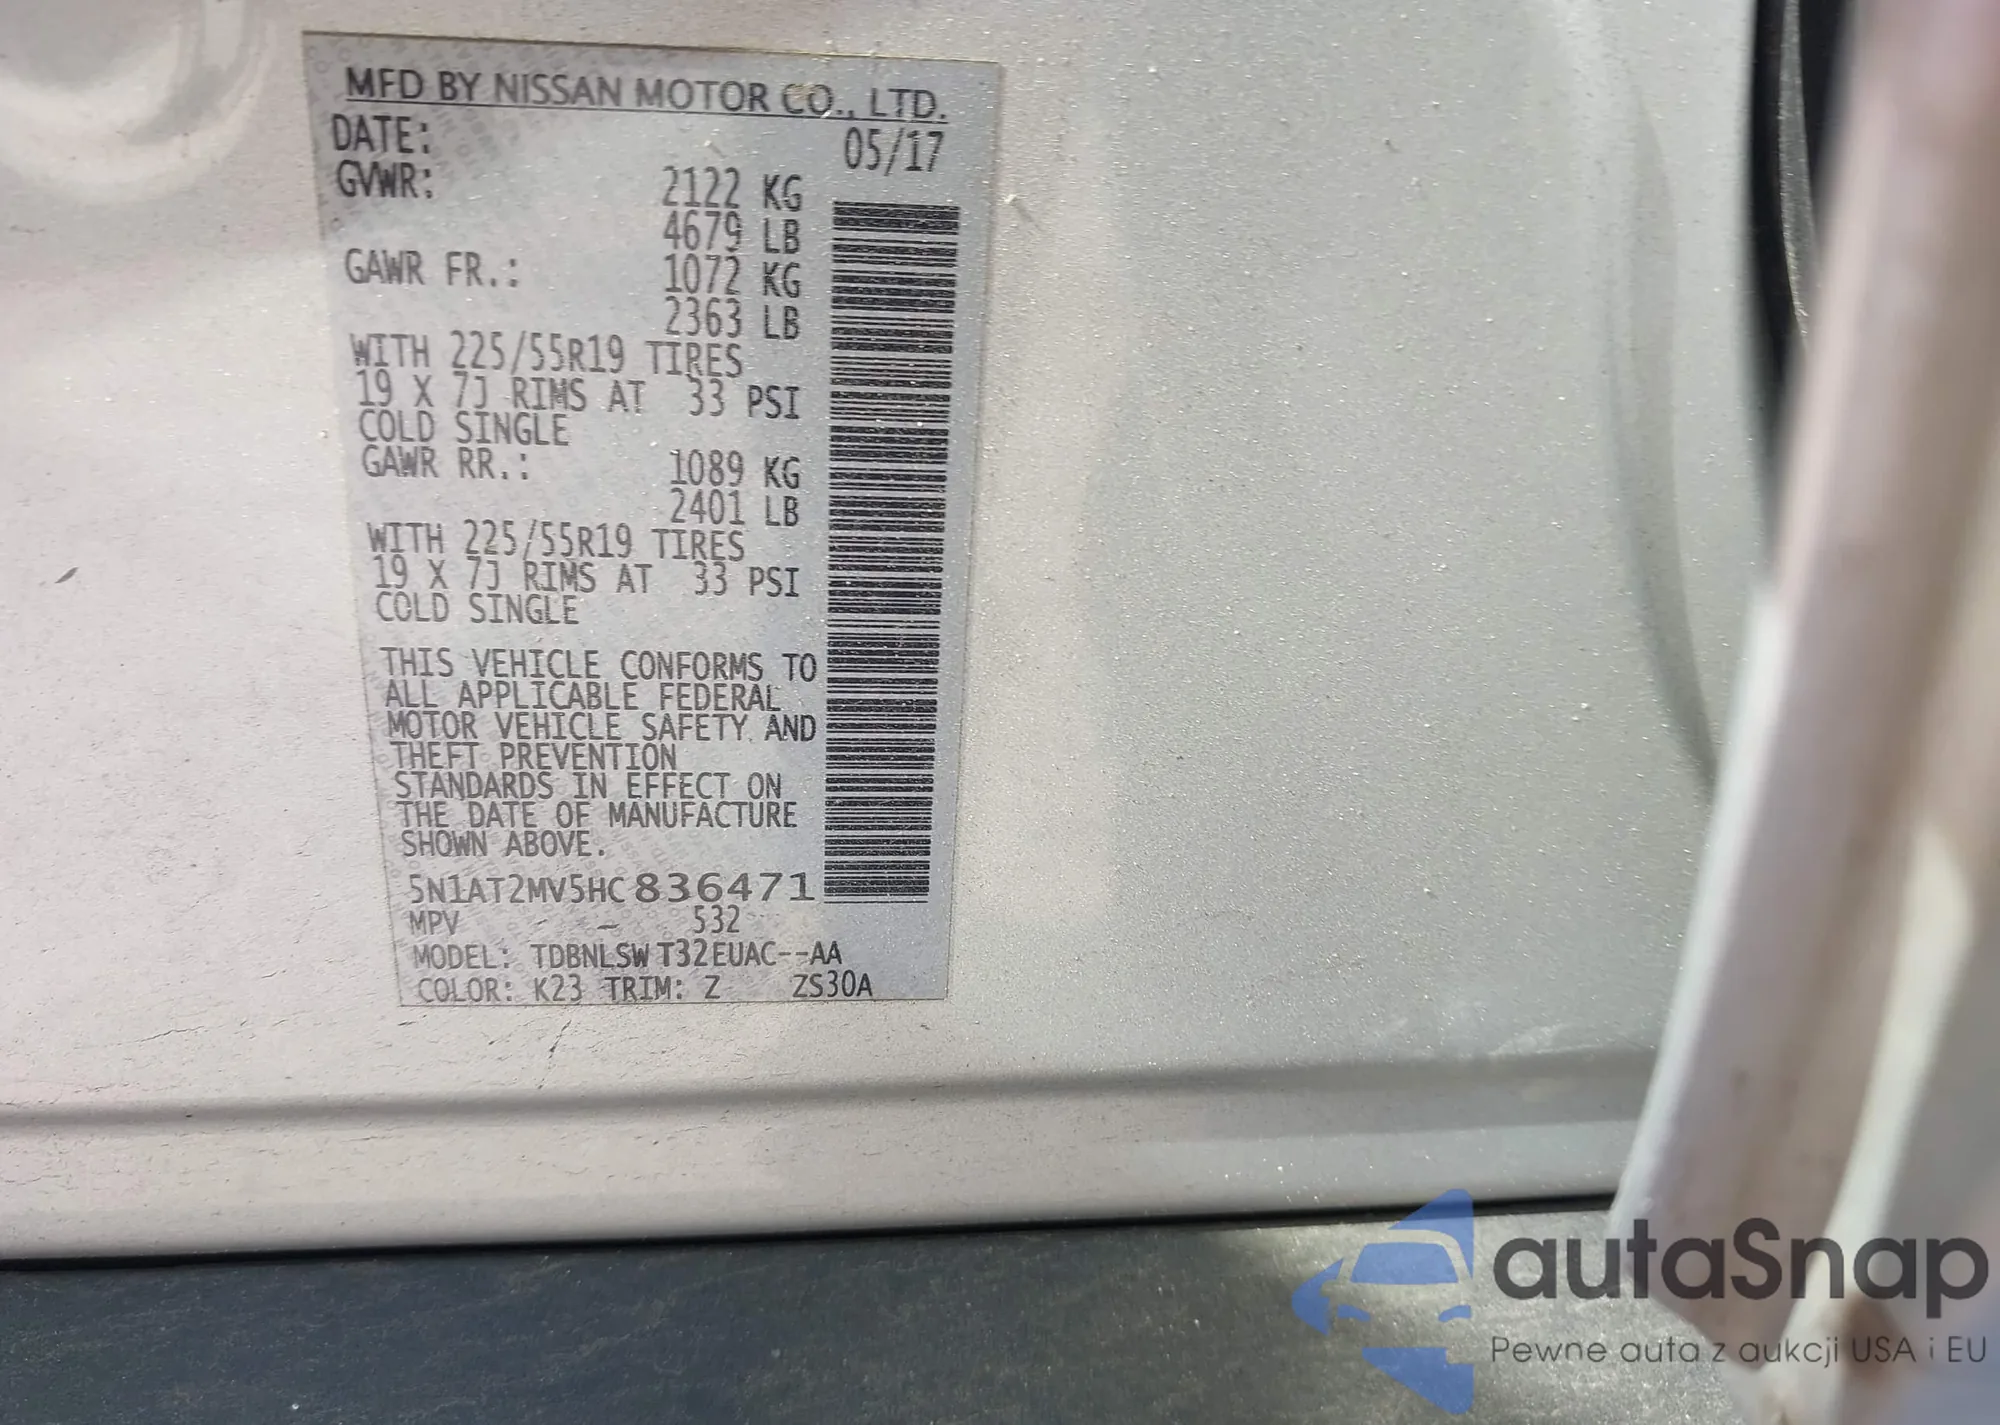 MFD BY NISSAN MOTOR CO., LTD.
DATE: 05/17
GVWR: 2122 KG
4679 LB
GAWR FR.: 1072 KG
2363 LB
WITH 225/55R19 TIRES
19 X 7J RIMS AT 33 PSI
COLD SINGLE
GAWR RR.: 1089 KG
2401 LB
WITH 225/55R19 TIRES
19 X 7J RIMS AT 33 PSI
COLD SINGLE
THIS VEHICLE CONFORMS TO
ALL APPLICABLE FEDERAL
MOTOR VEHICLE SAFETY AND
THEFT PREVENTION
STANDARDS IN EFFECT ON
THE DATE OF MANUFACTURE
SHOWN ABOVE.
5N1AT2MV5HC836471
MPV - 532
MODEL: TDBNLSW T32EUAC--AA
COLOR: K23 TRIM: Z ZS30A
autaSnap
Pewne auta z aukcji USA i EU